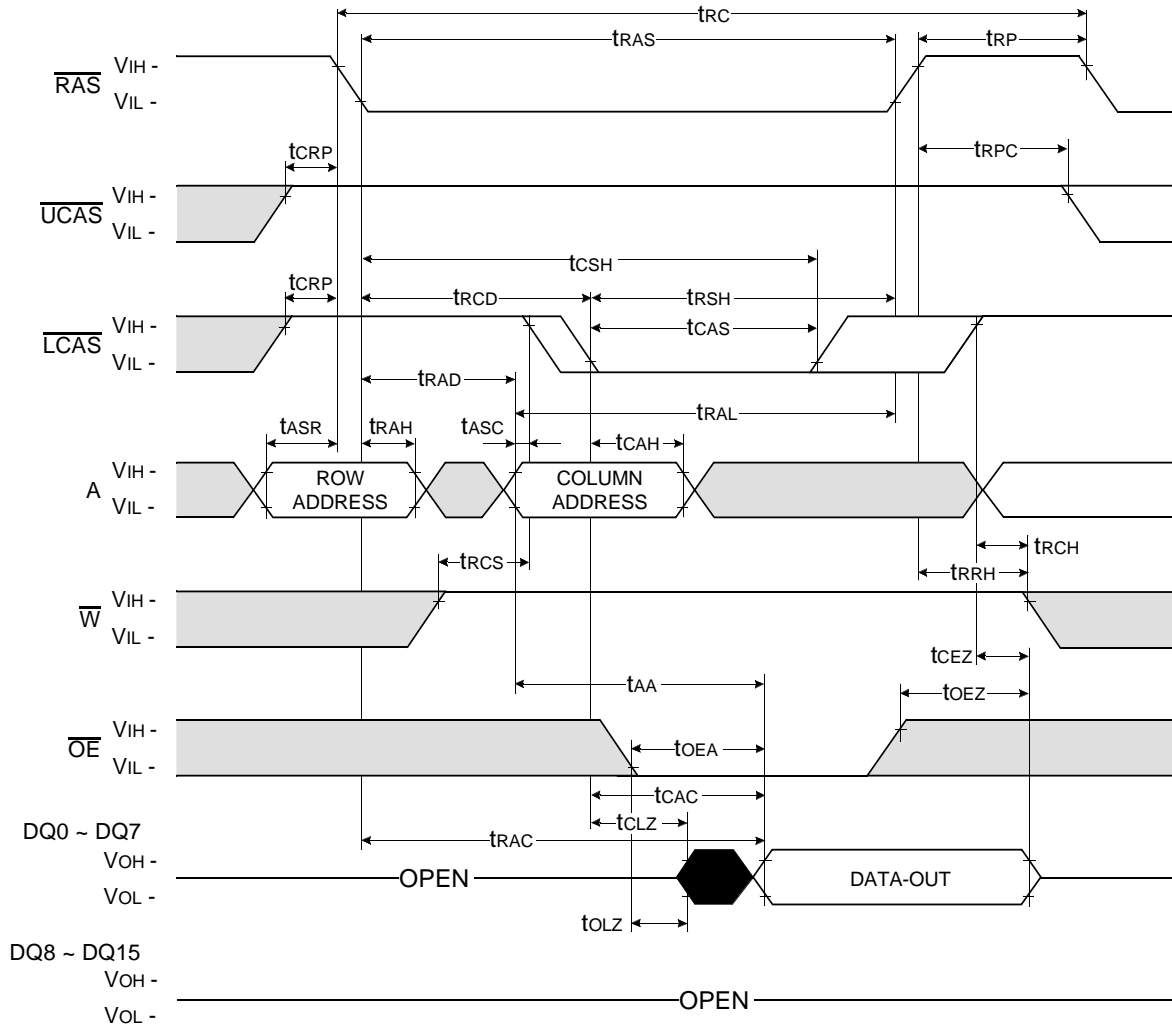 tRC
tRAS
tRP
RAS
VIH -
VIL -
tCRP
tRPC
UCAS
VIH -
VIL -
tCSH
tCRP
tRCD
tRSH
LCAS
VIH -
VIL -
tCAS
tRAD
tRAL
tASR
tRAH
tASC
tCAH
A
VIH -
VIL -
ROW
ADDRESS
COLUMN
ADDRESS
tRCH
tRCS
tRRH
W
VIH -
VIL -
tCEZ
tAA
tOEZ
OE
VIH -
VIL -
tOEA
tCAC
tCLZ
DQ0 ~ DQ7
tRAC
VOH -
VOL -
OPEN
DATA-OUT
tOLZ
DQ8 ~ DQ15
VOH -
VOL -
OPEN